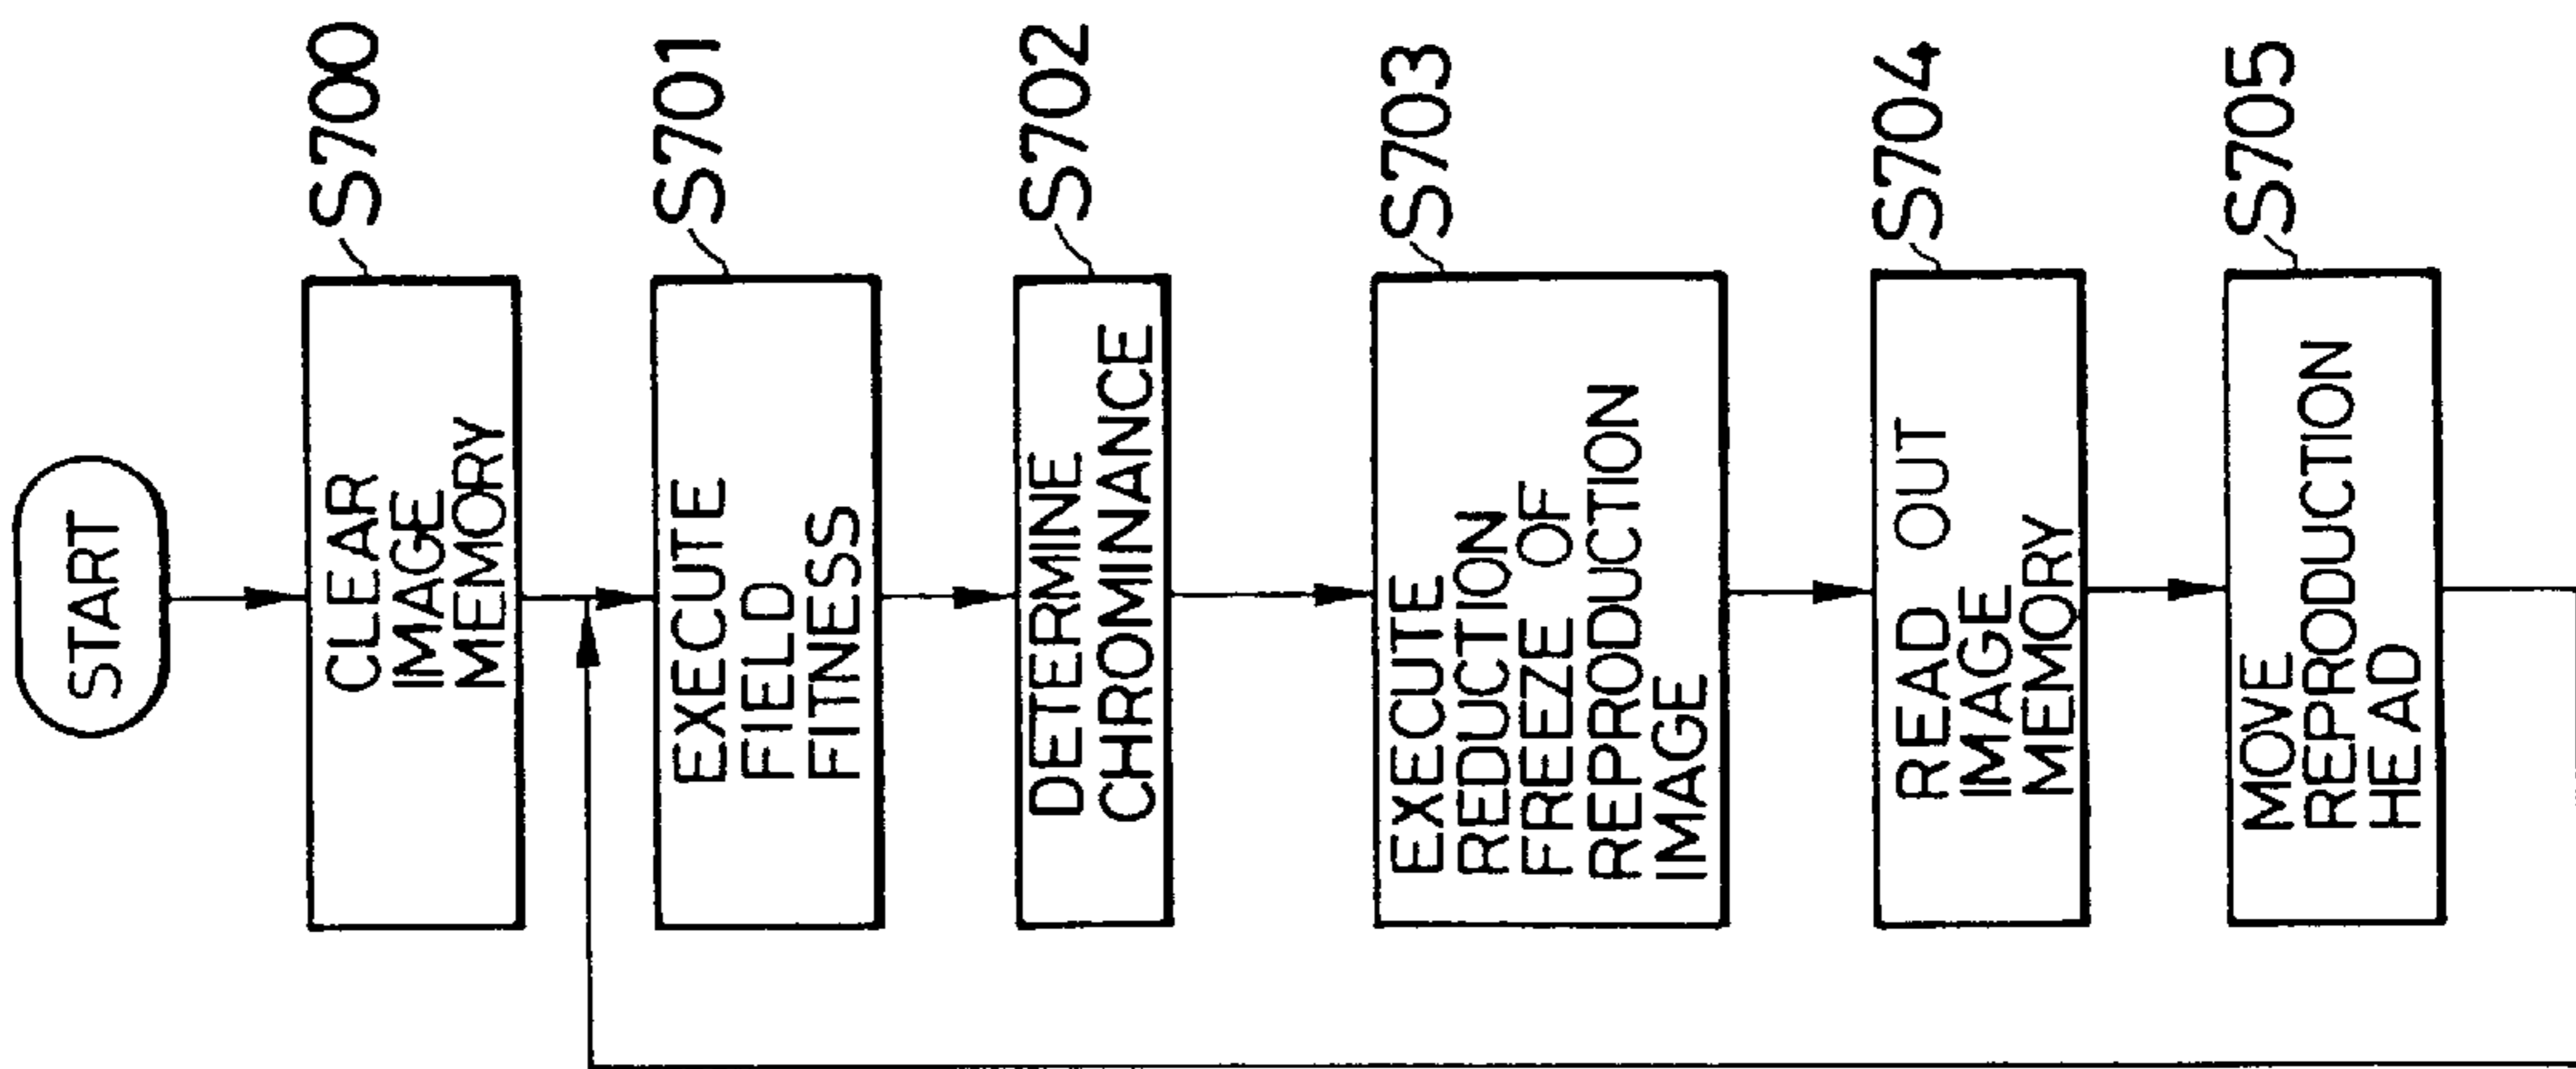 START
CLEAR
IMAGE
MEMORY
S700
EXECUTE
FIELD
FITNESS
S701
DETERMINE
CHROMINANCE
S702
EXECUTE
REDUCTION
FREEZE OF
REPRODUCTION
IMAGE
S703
READ OUT
IMAGE
MEMORY
S704
MOVE
REPRODUCTION
HEAD
S705